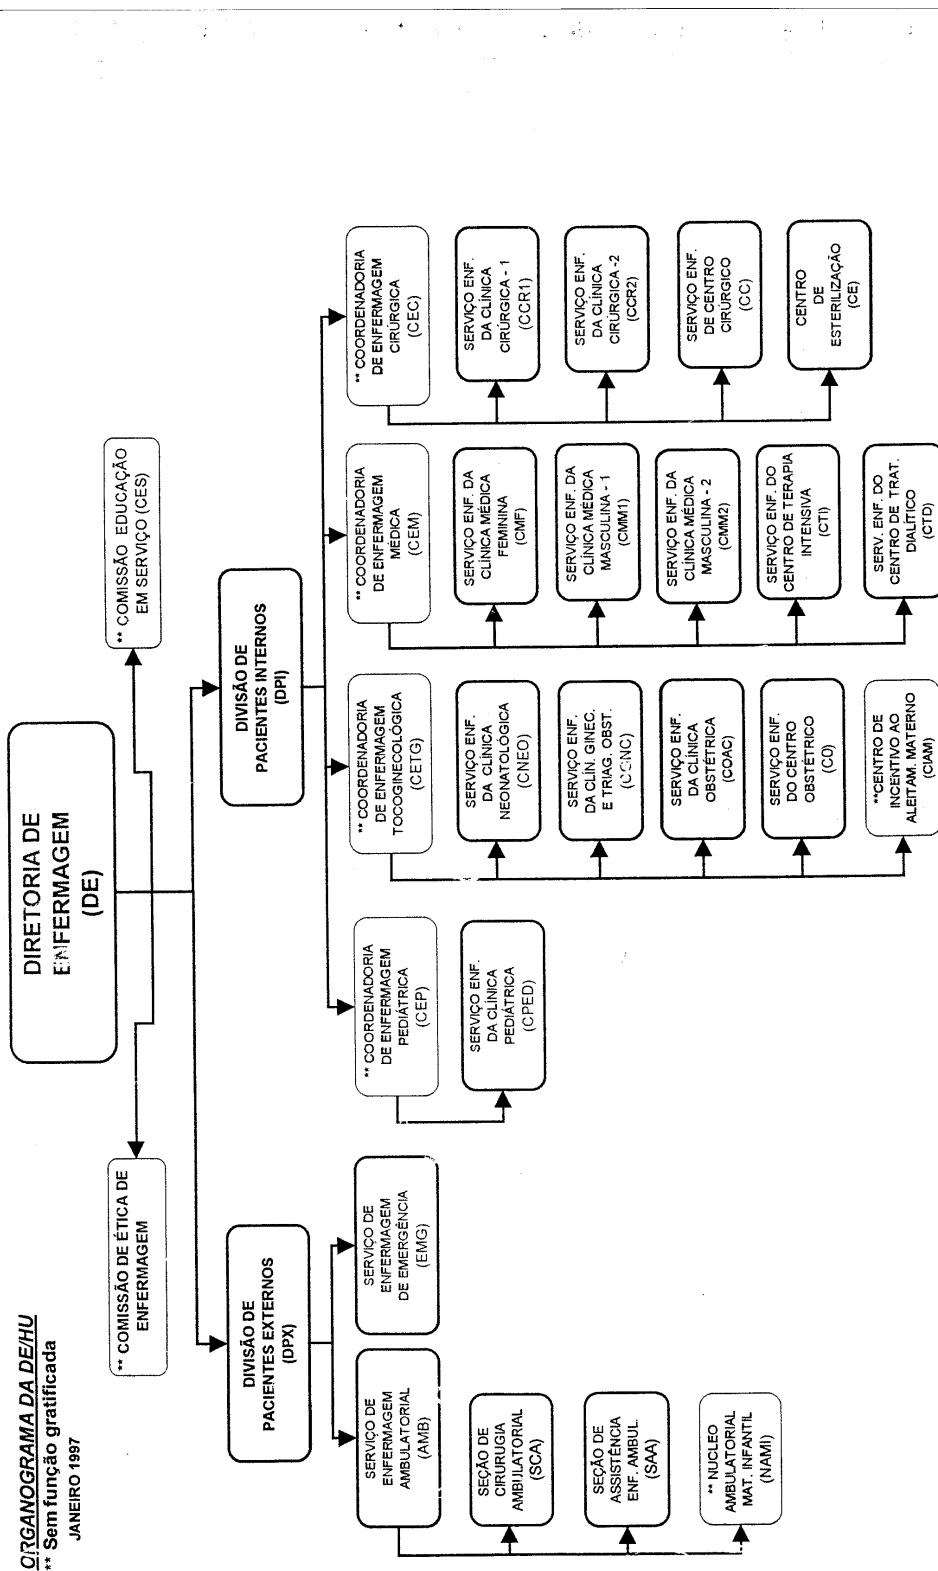 ORGANOGRAMA DA DE/HU
** Sem função gratificada
JANEIRO 1997
DIRETORIA DE
ENFERMAGEM
(DE)
** COMISSÃO DE ÉTICA DE
ENFERMAGEM
** COMISSÃO EDUCAÇÃO
EM SERVIÇO (CES)
DIVISÃO DE
PACIENTES EXTERNOS
(DPX)
DIVISÃO DE
PACIENTES INTERNOS
(DPI)
SERVIÇO DE
ENFERMAGEM
AMBULATORIAL
(AMB)
SERVIÇO DE
ENFERMAGEM
DE EMERGÊNCIA
(EMG)
** COORDENADORIA
DE ENFERMAGEM
PEDIÁTRICA
(CEP)
** COORDENADORIA
DE ENFERMAGEM
TOCOGINECOLÓGICA
(CETG)
** COORDENADORIA
DE ENFERMAGEM
MÉDICA
(CEM)
** COORDENADORIA
DE ENFERMAGEM
CIRÚRGICA
(CEC)
SEÇÃO DE
CIRURUGIA
AMBULATORIAL
(SCA)
SEÇÃO DE
ASSISTÊNCIA
ENF. AMBUL.
(SAA)
** NUCLEO
AMBULATORIAL
MAT. INFANTIL
(NAMI)
SERVIÇO ENF.
DA CLÍNICA
PEDIÁTRICA
(CPED)
SERVIÇO ENF.
DA CLÍNICA
NEONATOLÓGICA
(CNEO)
SERVIÇO ENF.
DA CLÍN. GINEC.
E TRIAG. OBST.
(CGNC)
SERVIÇO ENF.
DA CLÍNICA
OBSTÉTRICA
(COAC)
SERVIÇO ENF.
DO CENTRO
OBSTÉTRICO
(CO)
**CENTRO DE
INCENTIVO AO
ALEITAM. MATERNO
(CIAM)
SERVIÇO ENF. DA
CLÍNICA MÉDICA
FEMININA
(CMF)
SERVIÇO ENF. DA
CLÍNICA MÉDICA
MASCULINA - 1
(CMM1)
SERVIÇO ENF. DA
CLÍNICA MÉDICA
MASCULINA - 2
(CMM2)
SERVIÇO ENF. DO
CENTRO DE TERAPIA
INTENSIVA
(CTI)
SERV. ENF. DO
CENTRO DE TRAT.
DIALÍTICO
(CTD)
SERVIÇO ENF.
DA CLÍNICA
CIRÚRGICA - 1
(CCR1)
SERVIÇO ENF.
DA CLÍNICA
CIRÚRGICA -2
(CCR2)
SERVIÇO ENF.
DE CENTRO
CIRÚRGICO
(CC)
CENTRO
DE
ESTERILIZAÇÃO
(CE)